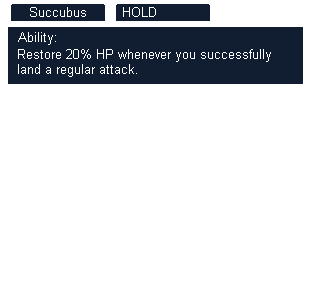 Succubus
HOLD
Ability:
Restore 20% HP whenever you successfully
land a regular attack.